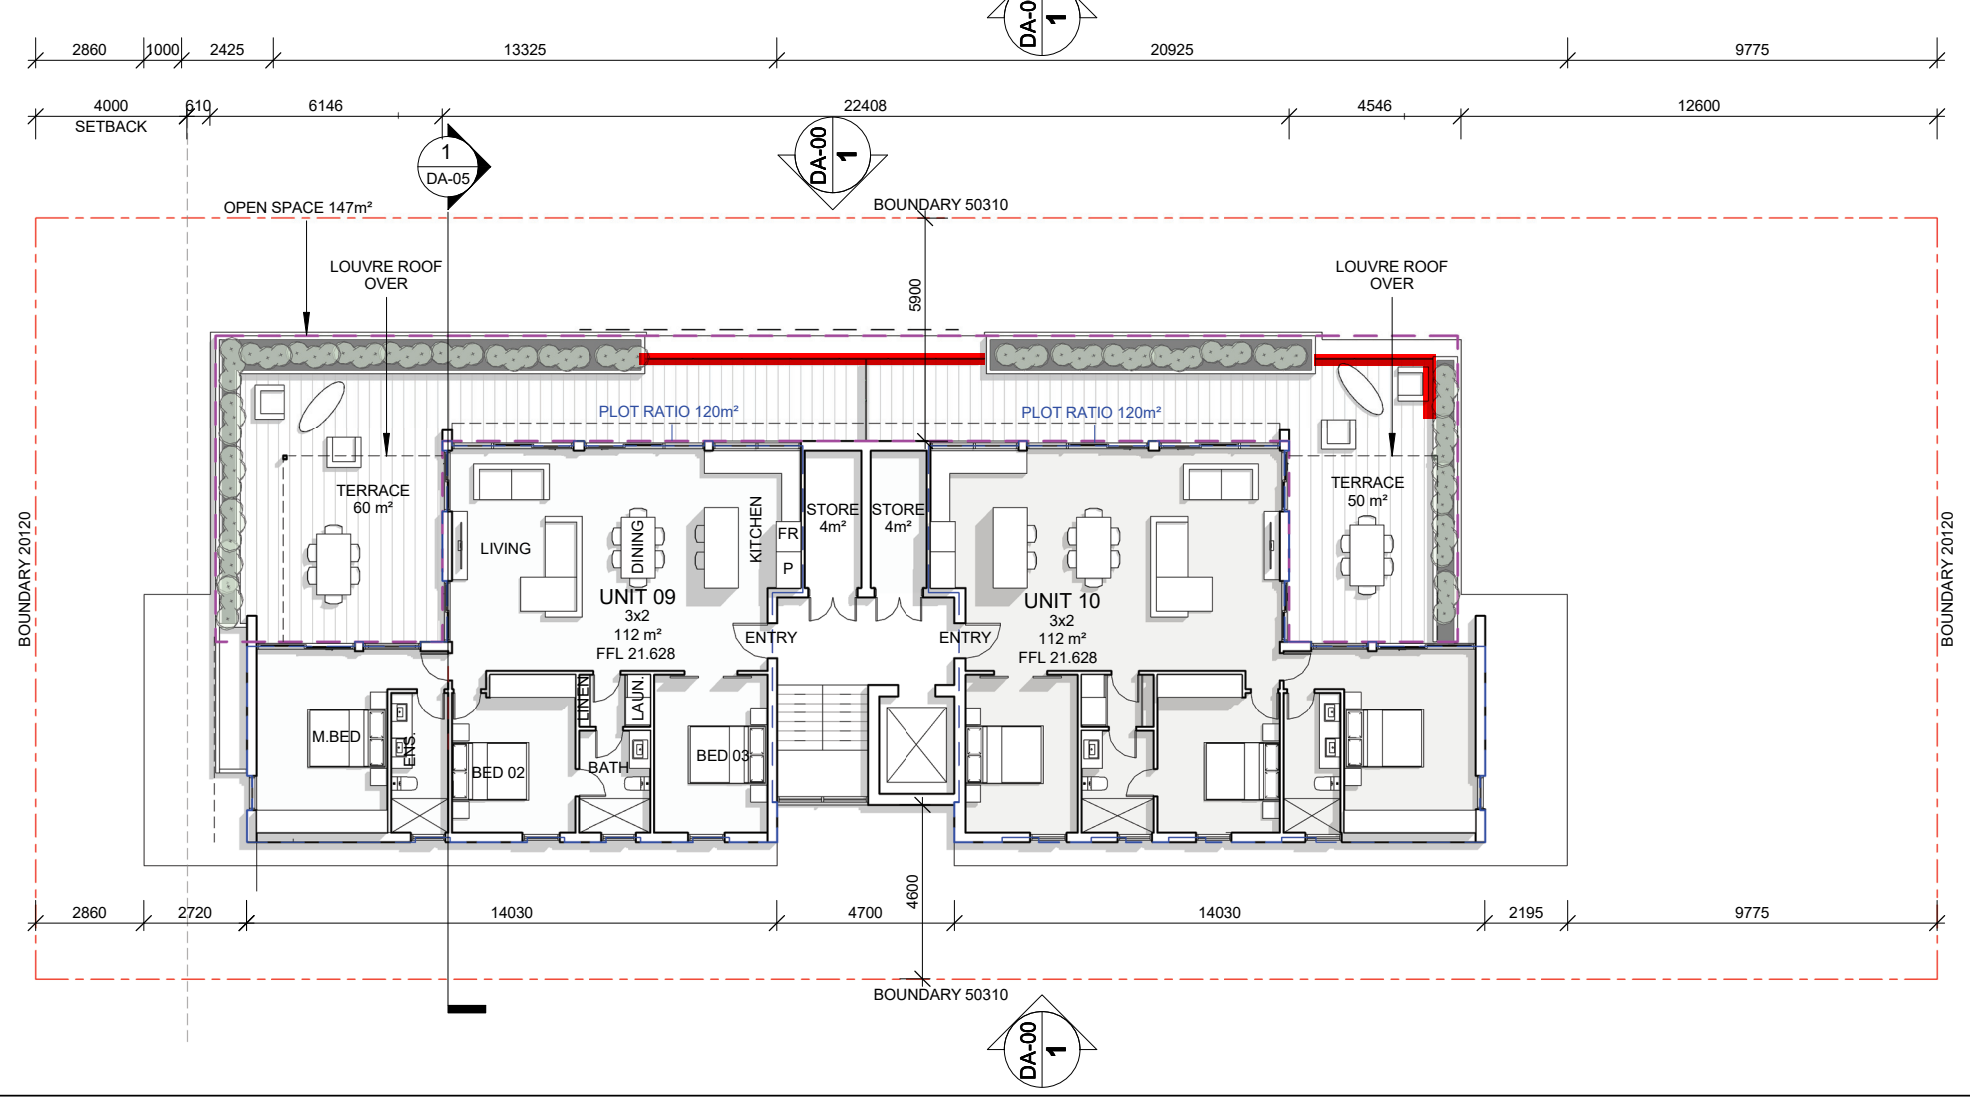 DA-0
1
2860 1000 2425 13325 20925 9775
4000 610 6146 22408 4546 12600
SETBACK
1
DA-05
DA-00
1
OPEN SPACE 147m²
BOUNDARY 50310
LOUVRE ROOF
OVER
LOUVRE ROOF
OVER
5900
PLOT RATIO 120m²
PLOT RATIO 120m²
TERRACE
60 m²
TERRACE
50 m²
STORE
4m²
STORE
4m²
BOUNDARY 20120
BOUNDARY 20120
LIVING
DINING
KITCHEN
FR
P
UNIT 09
3x2
112 m²
FFL 21.628
UNIT 10
3x2
112 m²
FFL 21.628
ENTRY
ENTRY
LINEN
LAUN.
M.BED
ENS.
BED 02
BATH
BED 03
4600
2860 2720 14030 4700 14030 2195 9775
BOUNDARY 50310
DA-00
1